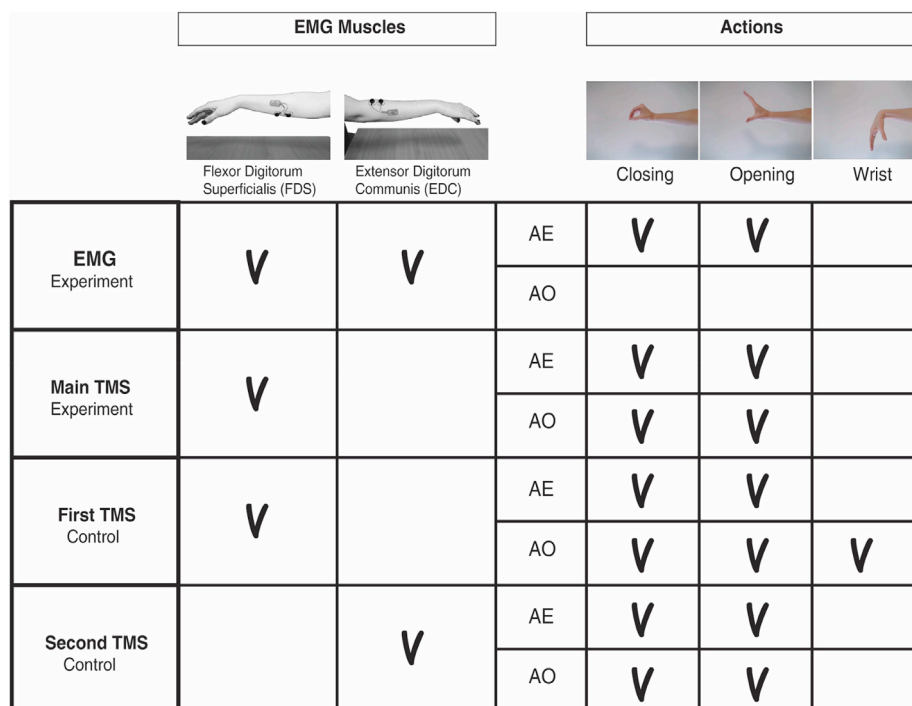 EMG Muscles
Actions
Flexor Digitorum
Superficialis (FDS)
Extensor Digitorum
Communis (EDC)
Closing
Opening
Wrist
EMG
Experiment
AE
AO
Main TMS
Experiment
AE
AO
First TMS
Control
AE
AO
Second TMS
Control
AE
AO